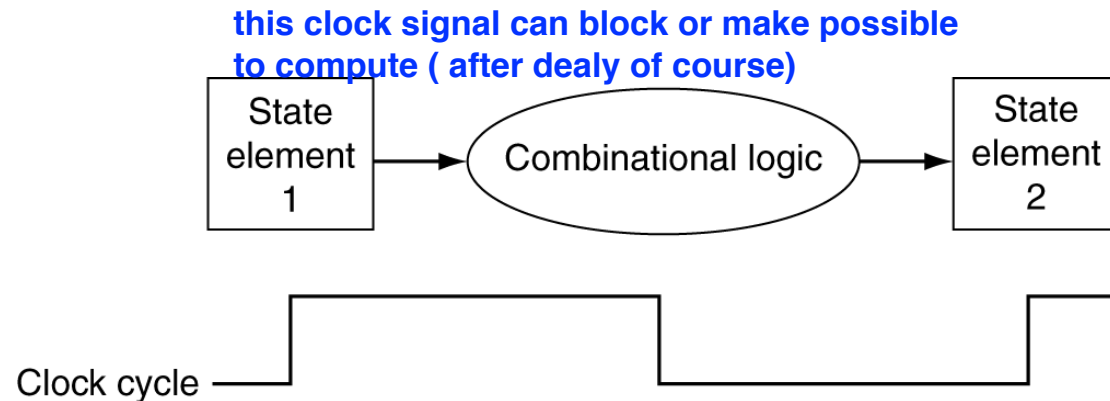 this clock signal can block or make possible
to compute ( after dealy of course)
State
element
1
Combinational logic
State
element
2
Clock cycle